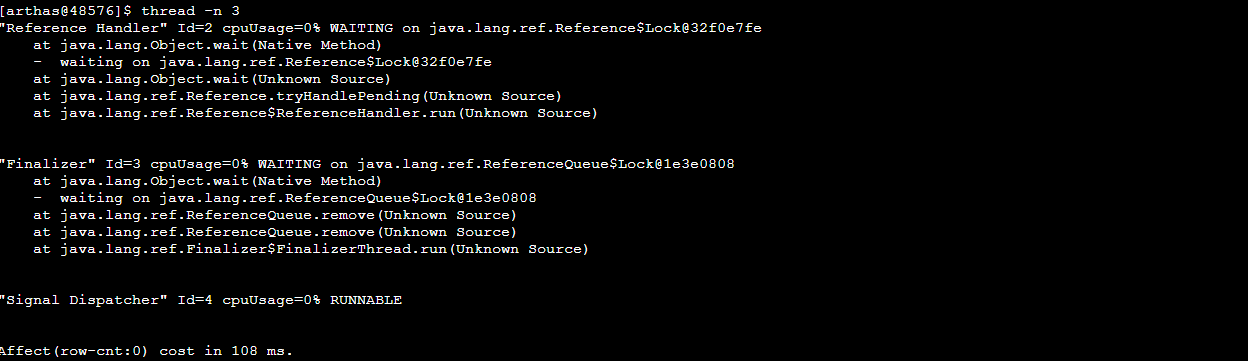 [arthas@48576]$ thread -n 3
"Reference Handler" Id=2 cpuUsage=0% WAITING on java.lang.ref.Reference$Lock@32f0e7fe
    at java.lang.Object.wait(Native Method)
    -  waiting on java.lang.ref.Reference$Lock@32f0e7fe
    at java.lang.Object.wait(Unknown Source)
    at java.lang.ref.Reference.tryHandlePending(Unknown Source)
    at java.lang.ref.Reference$ReferenceHandler.run(Unknown Source)
"Finalizer" Id=3 cpuUsage=0% WAITING on java.lang.ref.ReferenceQueue$Lock@1e3e0808
    at java.lang.Object.wait(Native Method)
    -  waiting on java.lang.ref.ReferenceQueue$Lock@1e3e0808
    at java.lang.ref.ReferenceQueue.remove(Unknown Source)
    at java.lang.ref.ReferenceQueue.remove(Unknown Source)
    at java.lang.ref.Finalizer$FinalizerThread.run(Unknown Source)
"Signal Dispatcher" Id=4 cpuUsage=0% RUNNABLE
Affect(row-cnt:0) cost in 108 ms.